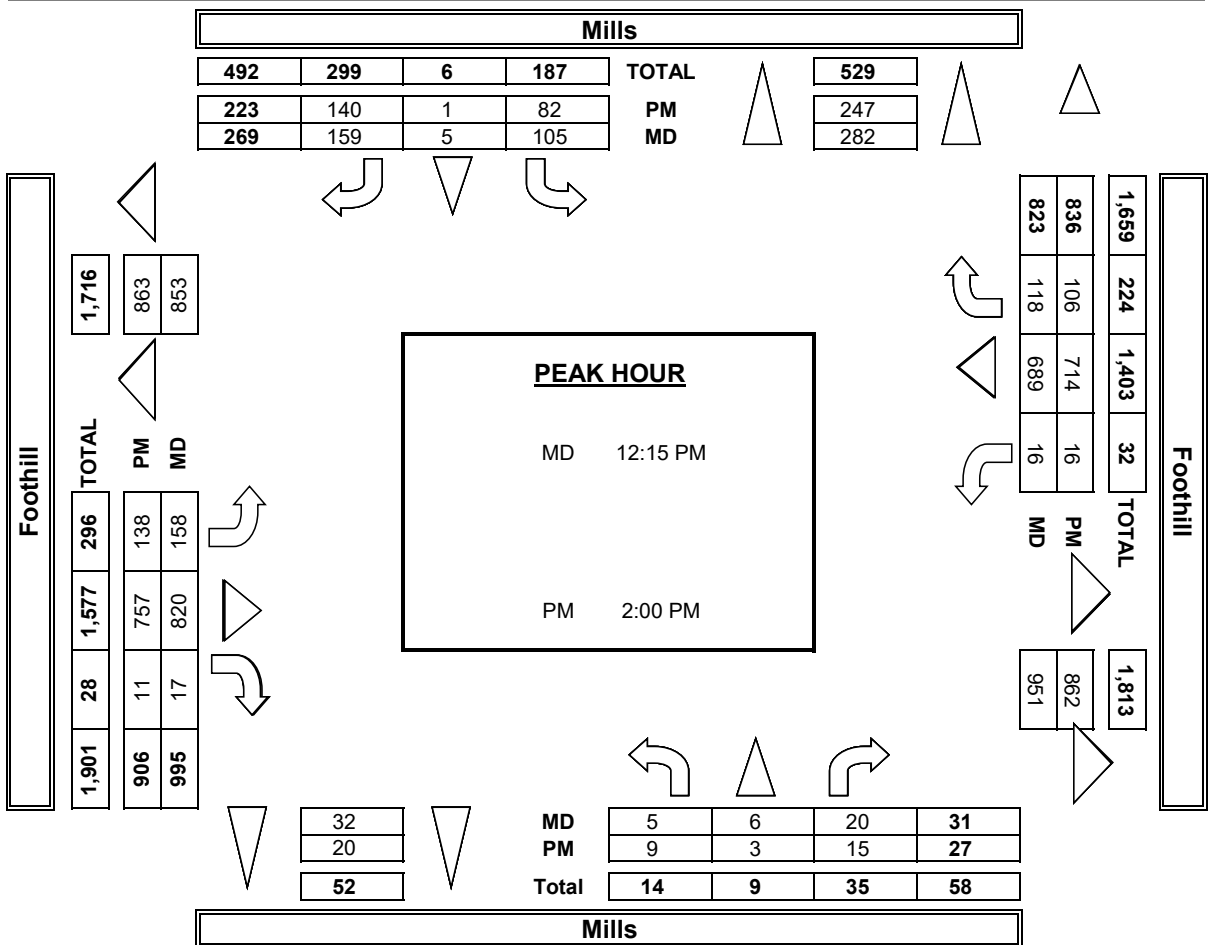 Mills
492 299 6 187 TOTAL 529
223 140 1 82 PM 247
269 159 5 105 MD 282
Foothill
1,716
863
853
TOTAL
PM
MD
296 1,577 28 1,901
138 757 11 906
158 820 17 995
PEAK HOUR
MD 12:15 PM
PM 2:00 PM
1,659 224 1,403 32 TOTAL 1,813
836 106 714 16 PM 862
823 118 689 16 MD 951
Foothill
32 MD 5 6 20 31
20 PM 9 3 15 27
52 Total 14 9 35 58
Mills